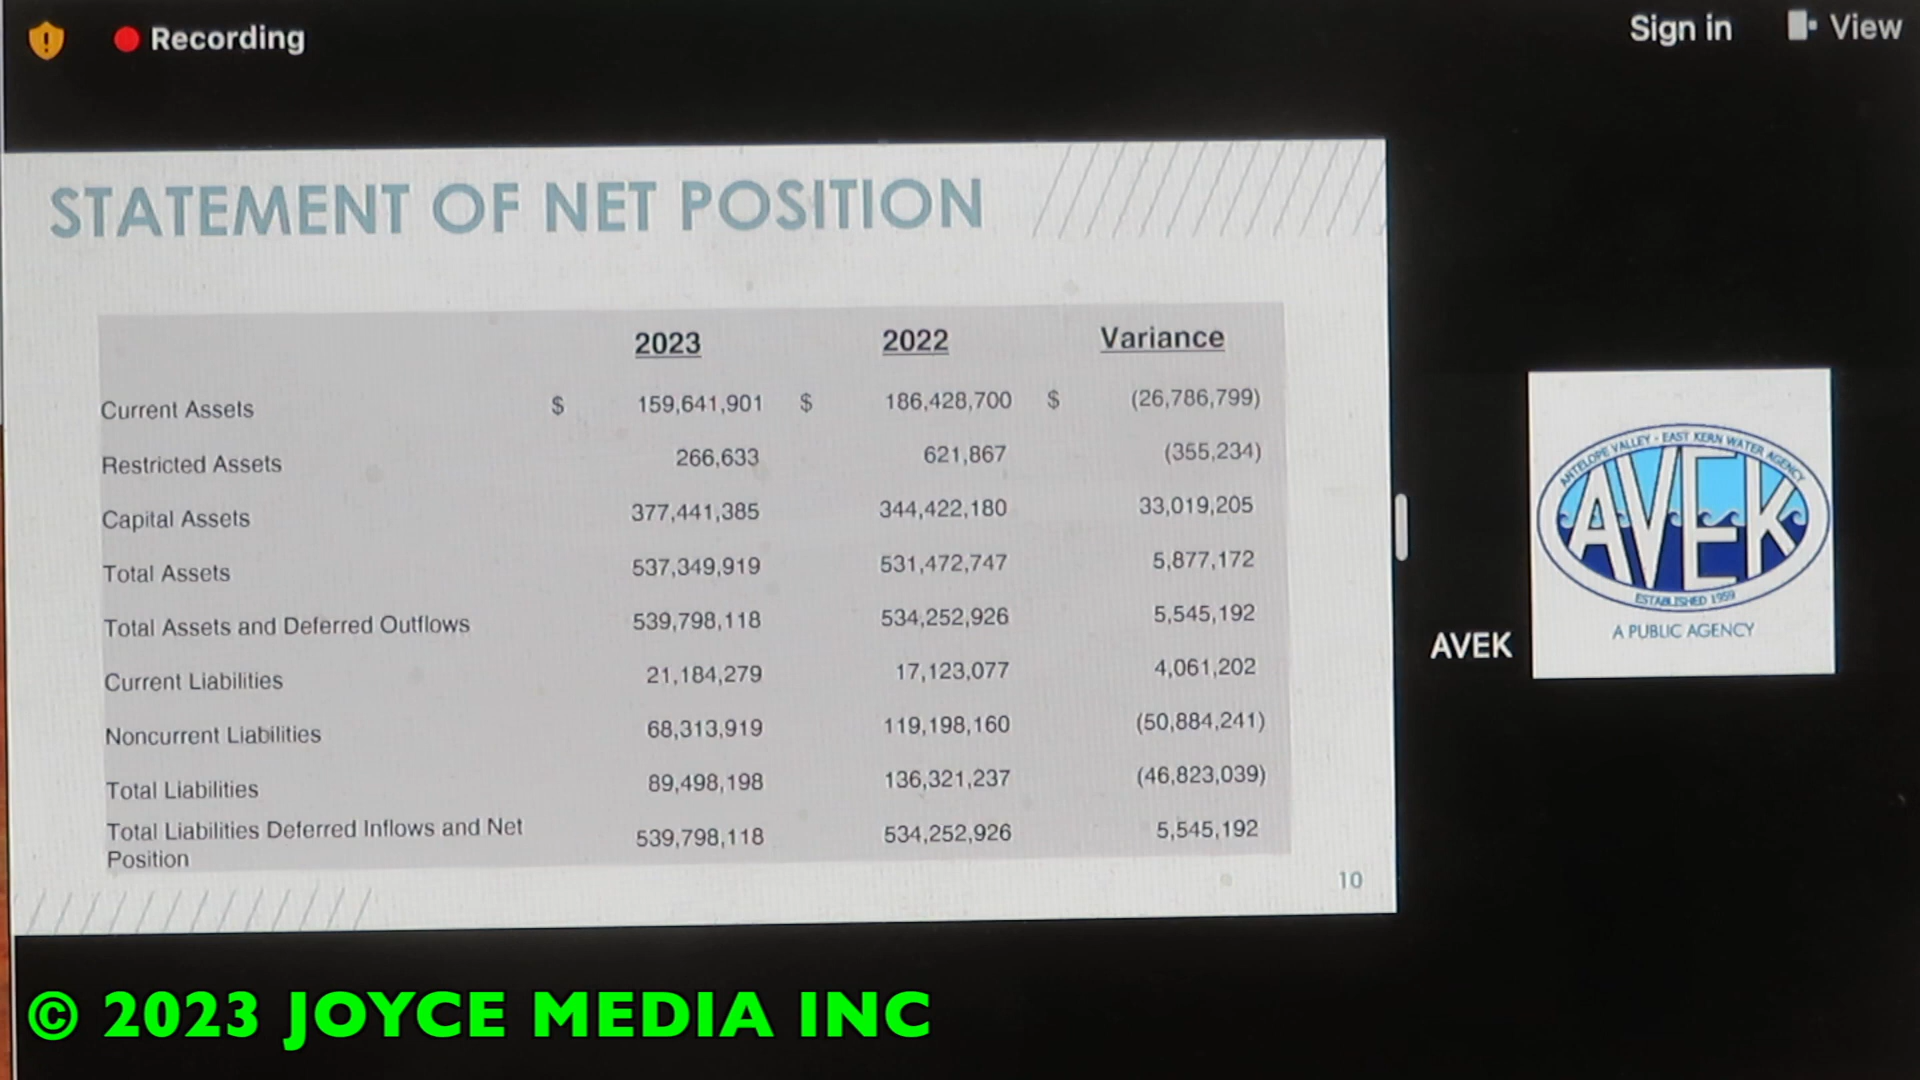 Recording
Sign in
View
STATEMENT OF NET POSITION
2023 2022 Variance
Current Assets $ 159,641,901 $ 186,428,700 $ (26,786,799)
Restricted Assets 266,633 621,867 (355,234)
Capital Assets 377,441,385 344,422,180 33,019,205
Total Assets 537,349,919 531,472,747 5,877,172
Total Assets and Deferred Outflows 539,798,118 534,252,926 5,545,192
Current Liabilities 21,184,279 17,123,077 4,061,202
Noncurrent Liabilities 68,313,919 119,198,160 (50,884,241)
Total Liabilities 89,498,198 136,321,237 (46,823,039)
Total Liabilities Deferred Inflows and Net
Position 539,798,118 534,252,926 5,545,192
10
AVEK
ANTELOPE VALLEY - EAST KERN WATER AGENCY
AVEK
ESTABLISHED 1959
A PUBLIC AGENCY
© 2023 JOYCE MEDIA INC